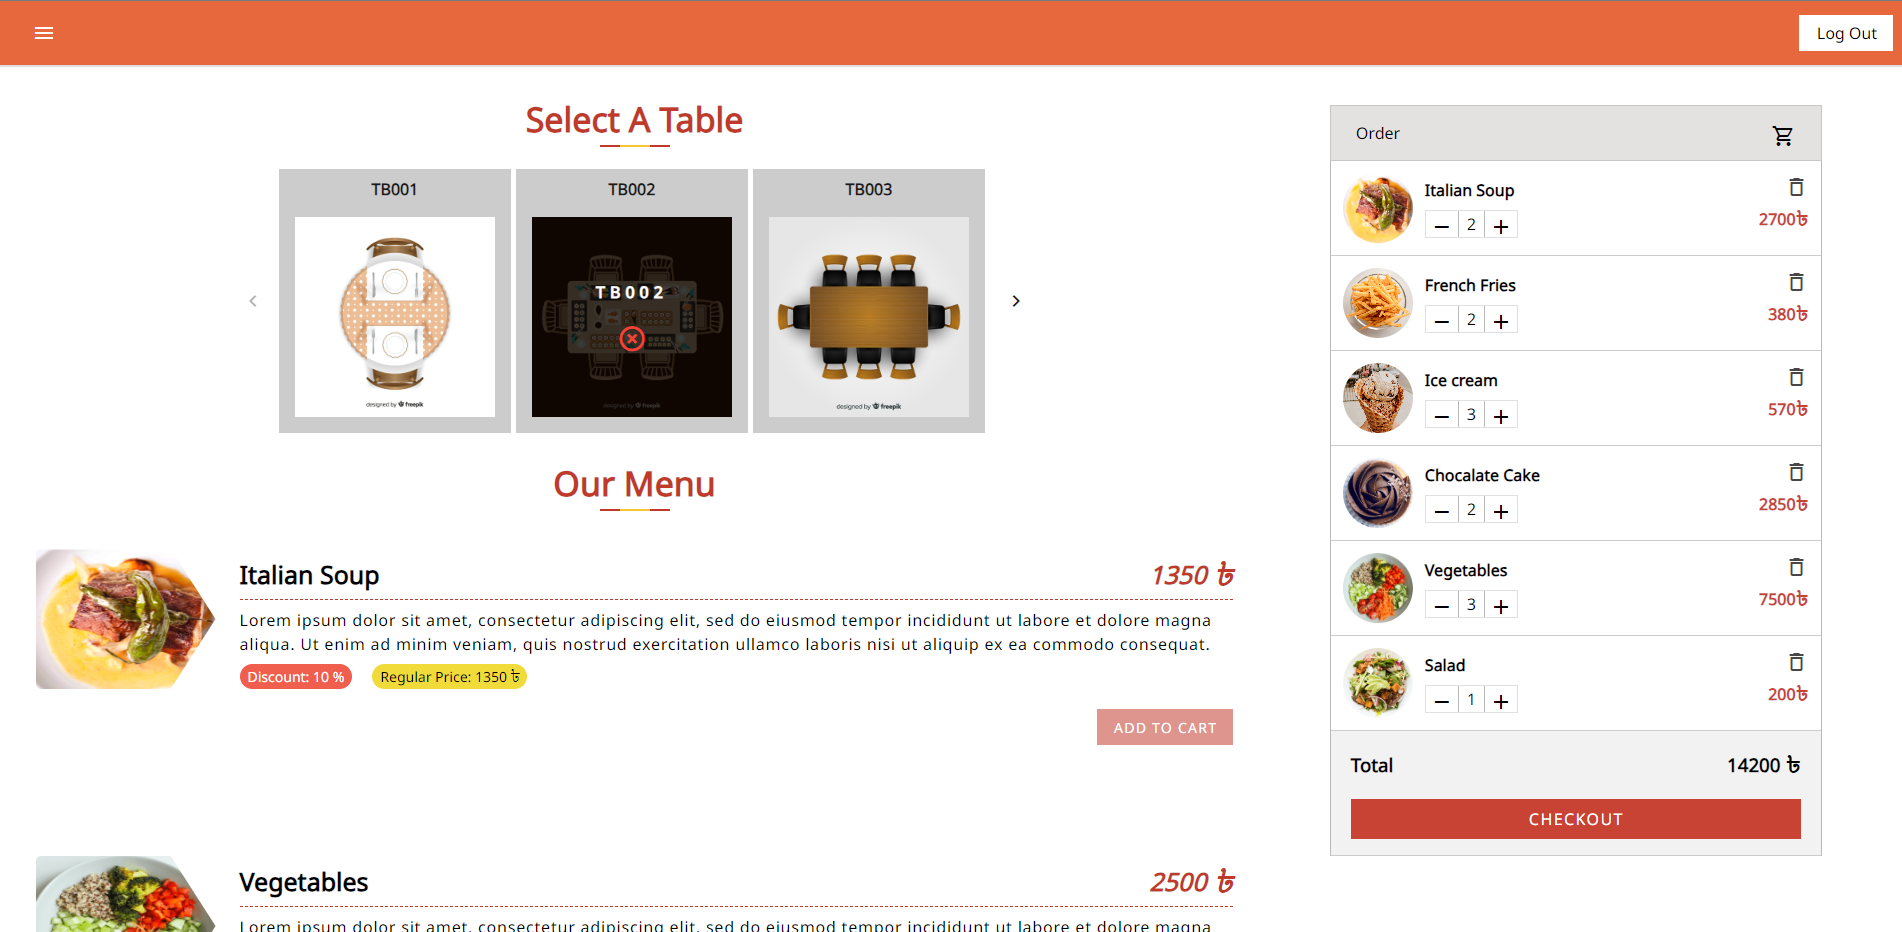 Log Out
Select A Table
TB001
TB002
TB003
TB002
designed by freepik
designed by freepik
designed by freepik
Our Menu
Italian Soup
1350 ৳
Lorem ipsum dolor sit amet, consectetur adipiscing elit, sed do eiusmod tempor incididunt ut labore et dolore magna
aliqua. Ut enim ad minim veniam, quis nostrud exercitation ullamco laboris nisi ut aliquip ex ea commodo consequat.
Discount: 10 %
Regular Price: 1350 ৳
ADD TO CART
Vegetables
2500 ৳
Lorem ipsum dolor sit amet, consectetur adipiscing elit, sed do eiusmod tempor incididunt ut labore et dolore magna
Order
Italian Soup
2
2700৳
French Fries
2
380৳
Ice cream
3
570৳
Chocalate Cake
2
2850৳
Vegetables
3
7500৳
Salad
1
200৳
Total
14200 ৳
CHECKOUT